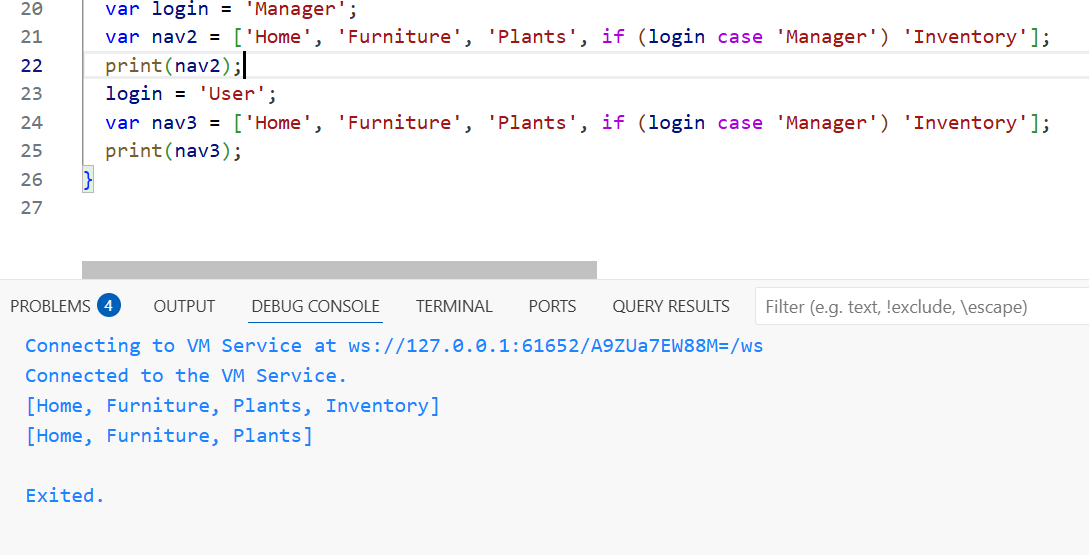 20 var login = 'Manager';
21 var nav2 = ['Home', 'Furniture', 'Plants', if (login case 'Manager') 'Inventory'];
22 print(nav2);
23 login = 'User';
24 var nav3 = ['Home', 'Furniture', 'Plants', if (login case 'Manager') 'Inventory'];
25 print(nav3);
26 }
27
PROBLEMS 4 OUTPUT DEBUG CONSOLE TERMINAL PORTS QUERY RESULTS Filter (e.g. text, !exclude, \escape)
Connecting to VM Service at ws://127.0.0.1:61652/A9ZUa7EW88M=/ws
Connected to the VM Service.
[Home, Furniture, Plants, Inventory]
[Home, Furniture, Plants]
Exited.